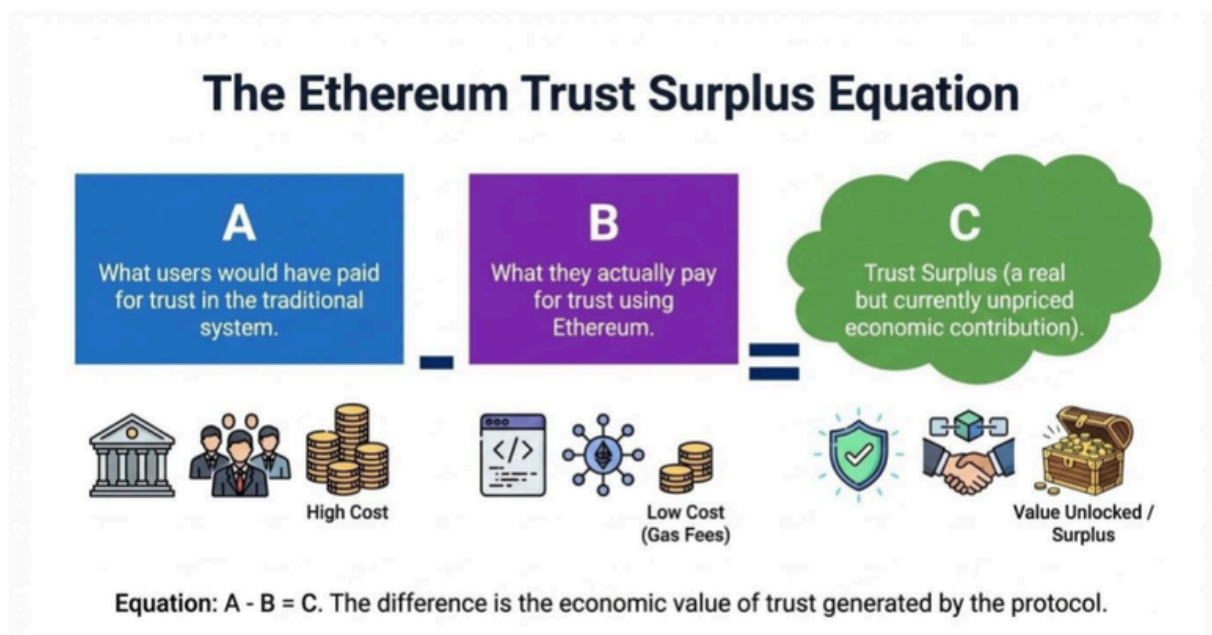 The Ethereum Trust Surplus Equation
A
What users would have paid
for trust in the traditional
system.
B
What they actually pay
for trust using
Ethereum.
C
Trust Surplus (a real
but currently unpriced
economic contribution).
</>
High Cost
Low Cost
(Gas Fees)
Value Unlocked /
Surplus
Equation: A - B = C. The difference is the economic value of trust generated by the protocol.